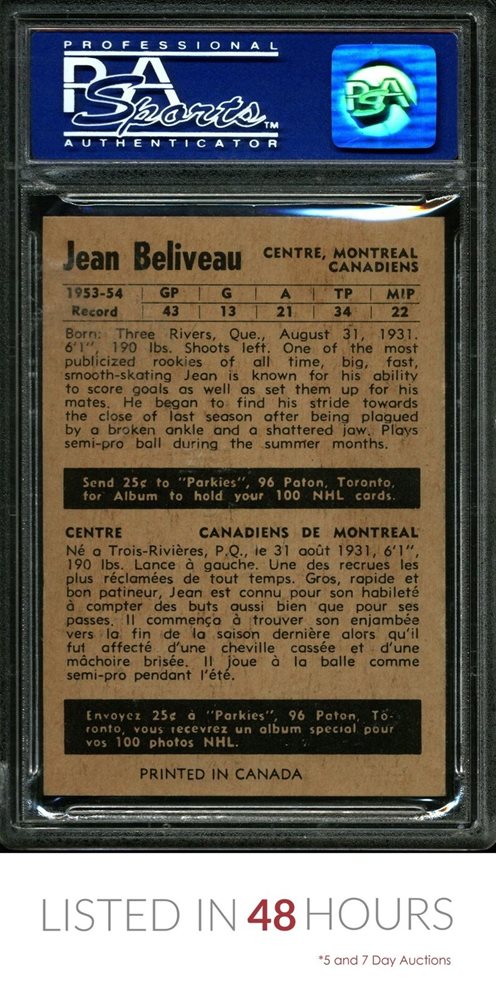 PROFESSIONAL
PSA
Sports™
AUTHENTICATOR
PSA
Jean Beliveau
CENTRE, MONTREAL
CANADIENS
1953-54 | GP | G | A | TP | MIP
Record 43 13 21 34 22
Born: Three Rivers, Que., August 31, 1931.
6'1", 190 lbs. Shoots left. One of the most
publicized rookies of all time, big, fast,
smooth-skating Jean is known for his ability
to score goals as well as set them up for his
mates. He began to find his stride towards
the close of last season after being plagued
by a broken ankle and a shattered jaw. Plays
semi-pro ball during the summer months.
Send 25¢ to "Parkies", 96 Paton, Toronto,
for Album to hold your 100 NHL cards.
CENTRE CANADIENS DE MONTREAL
Né a Trois-Rivières, P.Q., le 31 août 1931, 6'1",
190 lbs. Lance à gauche. Une des recrues les
plus réclamées de tout temps. Gros, rapide et
bon patineur, Jean est connu pour son habileté
à compter des buts aussi bien que pour ses
passes. Il commença à trouver son enjambée
vers la fin de la saison dernière alors qu'il
fut affecté d'une cheville cassée et d'une
mâchoire brisée. Il joue à la balle comme
semi-pro pendant l'été.
Envoyez 25¢ à "Parkies", 96 Paton, To-
ronto, vous recevrez un album special pour
vos 100 photos NHL.
PRINTED IN CANADA
LISTED IN 48 HOURS
*5 and 7 Day Auctions